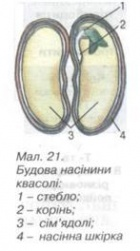 1
2
3
4
Мал. 21.
Будова насінини
квасолі;
1 – стебло;
2 – корінь;
3 – сім'ядолі;
4 – насінна шкірка